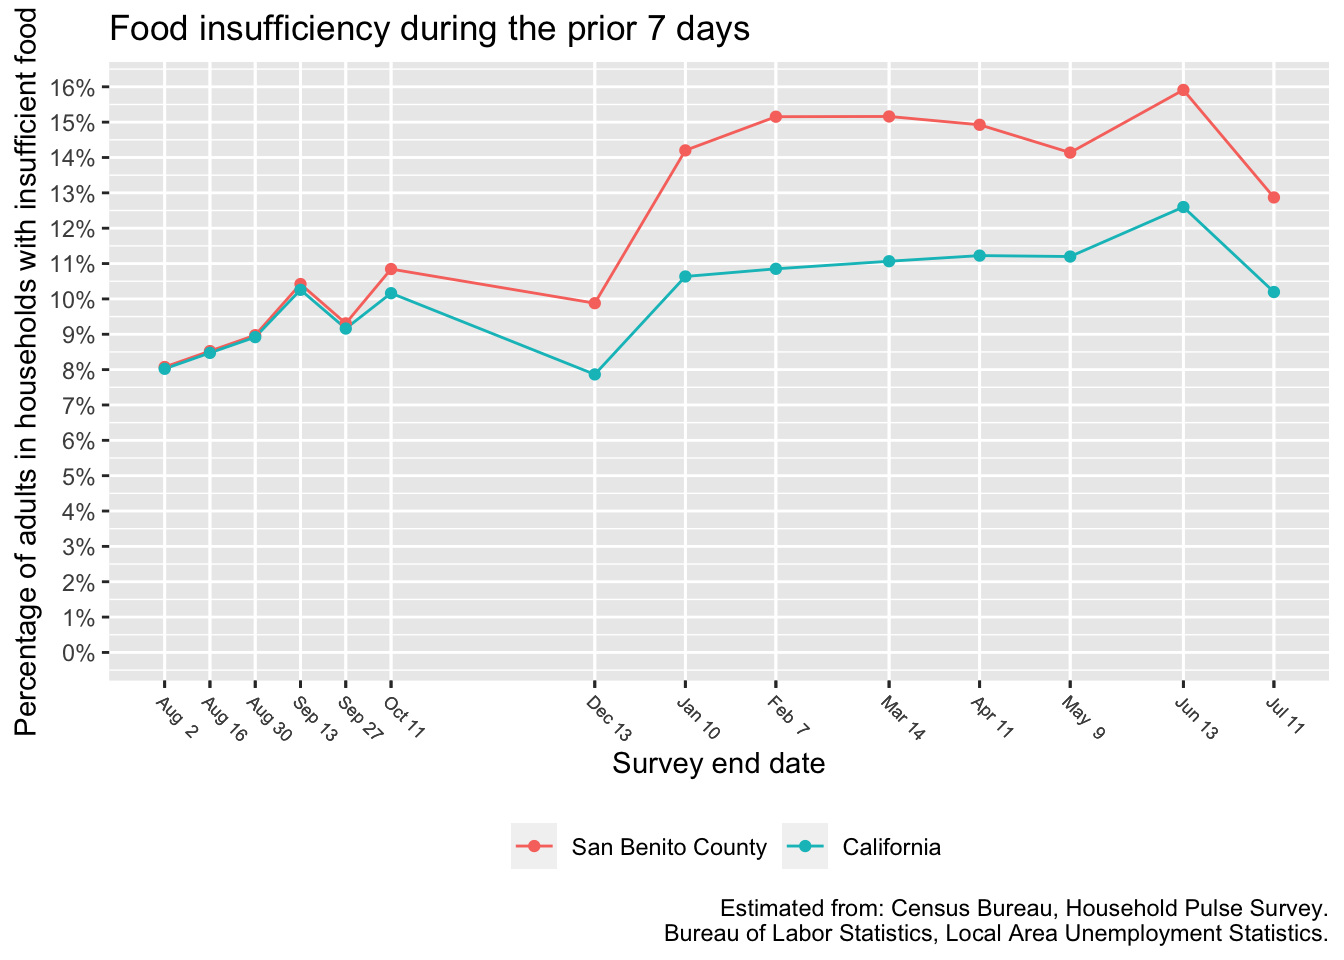 Food insufficiency during the prior 7 days
Percentage of adults in households with insufficient food
16%
15%
14%
13%
12%
11%
10%
9%
8%
7%
6%
5%
4%
3%
2%
1%
0%
Aug 2
Aug 16
Aug 30
Sep 13
Sep 27
Oct 11
Dec 13
Jan 10
Feb 7
Mar 14
Apr 11
May 9
Jun 13
Jul 11
Survey end date
San Benito County
California
Estimated from: Census Bureau, Household Pulse Survey.
Bureau of Labor Statistics, Local Area Unemployment Statistics.